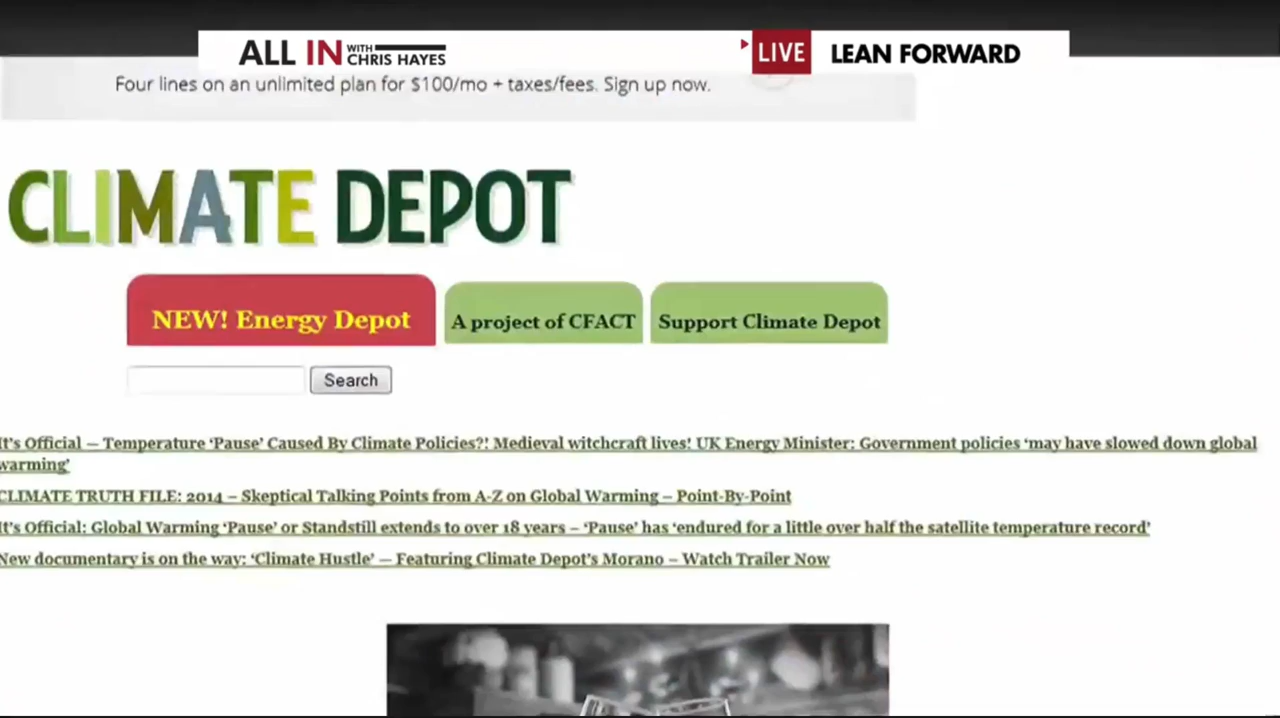 ALL IN WITH CHRIS HAYES
LIVE LEAN FORWARD
Four lines on an unlimited plan for $100/mo + taxes/fees. Sign up now.
CLIMATE DEPOT
NEW! Energy Depot
A project of CFACT
Support Climate Depot
Search
It's Official – Temperature 'Pause' Caused By Climate Policies?! Medieval witchcraft lives! UK Energy Minister: Government policies 'may have slowed down global
warming'
CLIMATE TRUTH FILE: 2014 – Skeptical Talking Points from A-Z on Global Warming – Point-By-Point
It's Official: Global Warming 'Pause' or Standstill extends to over 18 years – 'Pause' has 'endured for a little over half the satellite temperature record'
New documentary is on the way: 'Climate Hustle' – Featuring Climate Depot's Morano – Watch Trailer Now